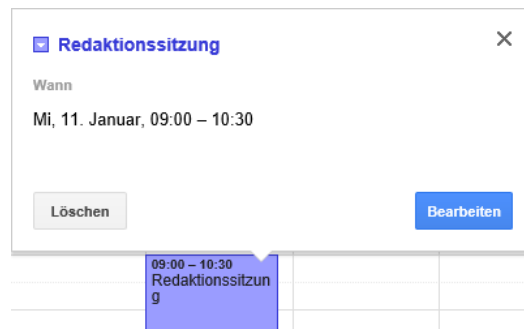 Redaktionssitzung
Wann
Mi, 11. Januar, 09:00 – 10:30
Löschen
Bearbeiten
09:00 – 10:30
Redaktionssitzun
g